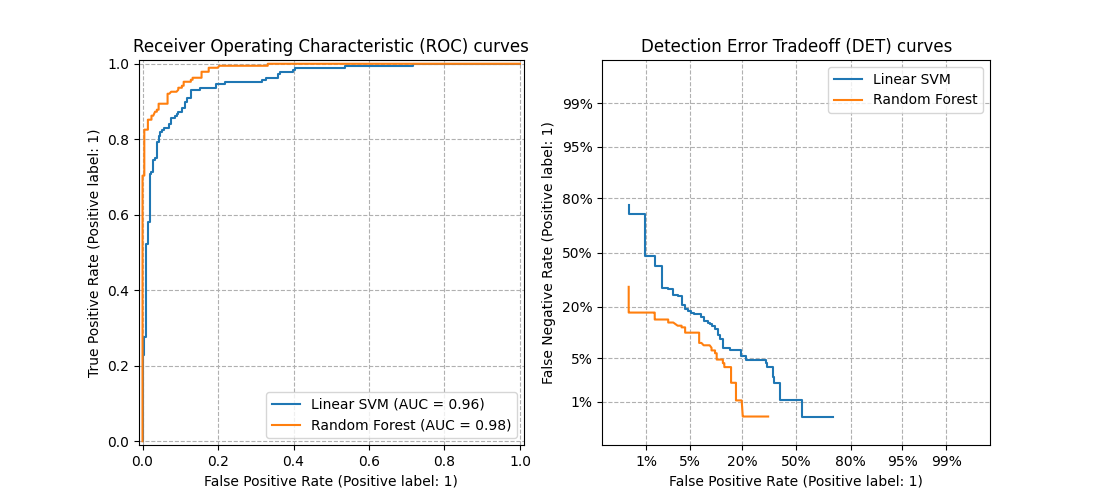 Receiver Operating Characteristic (ROC) curves
1.0
0.8
0.6
0.4
0.2
0.0
True Positive Rate (Positive label: 1)
Linear SVM (AUC = 0.96)
Random Forest (AUC = 0.98)
0.0 0.2 0.4 0.6 0.8 1.0
False Positive Rate (Positive label: 1)
Detection Error Tradeoff (DET) curves
Linear SVM
Random Forest
99%
95%
80%
50%
20%
5%
1%
False Negative Rate (Positive label: 1)
1% 5% 20% 50% 80% 95% 99%
False Positive Rate (Positive label: 1)